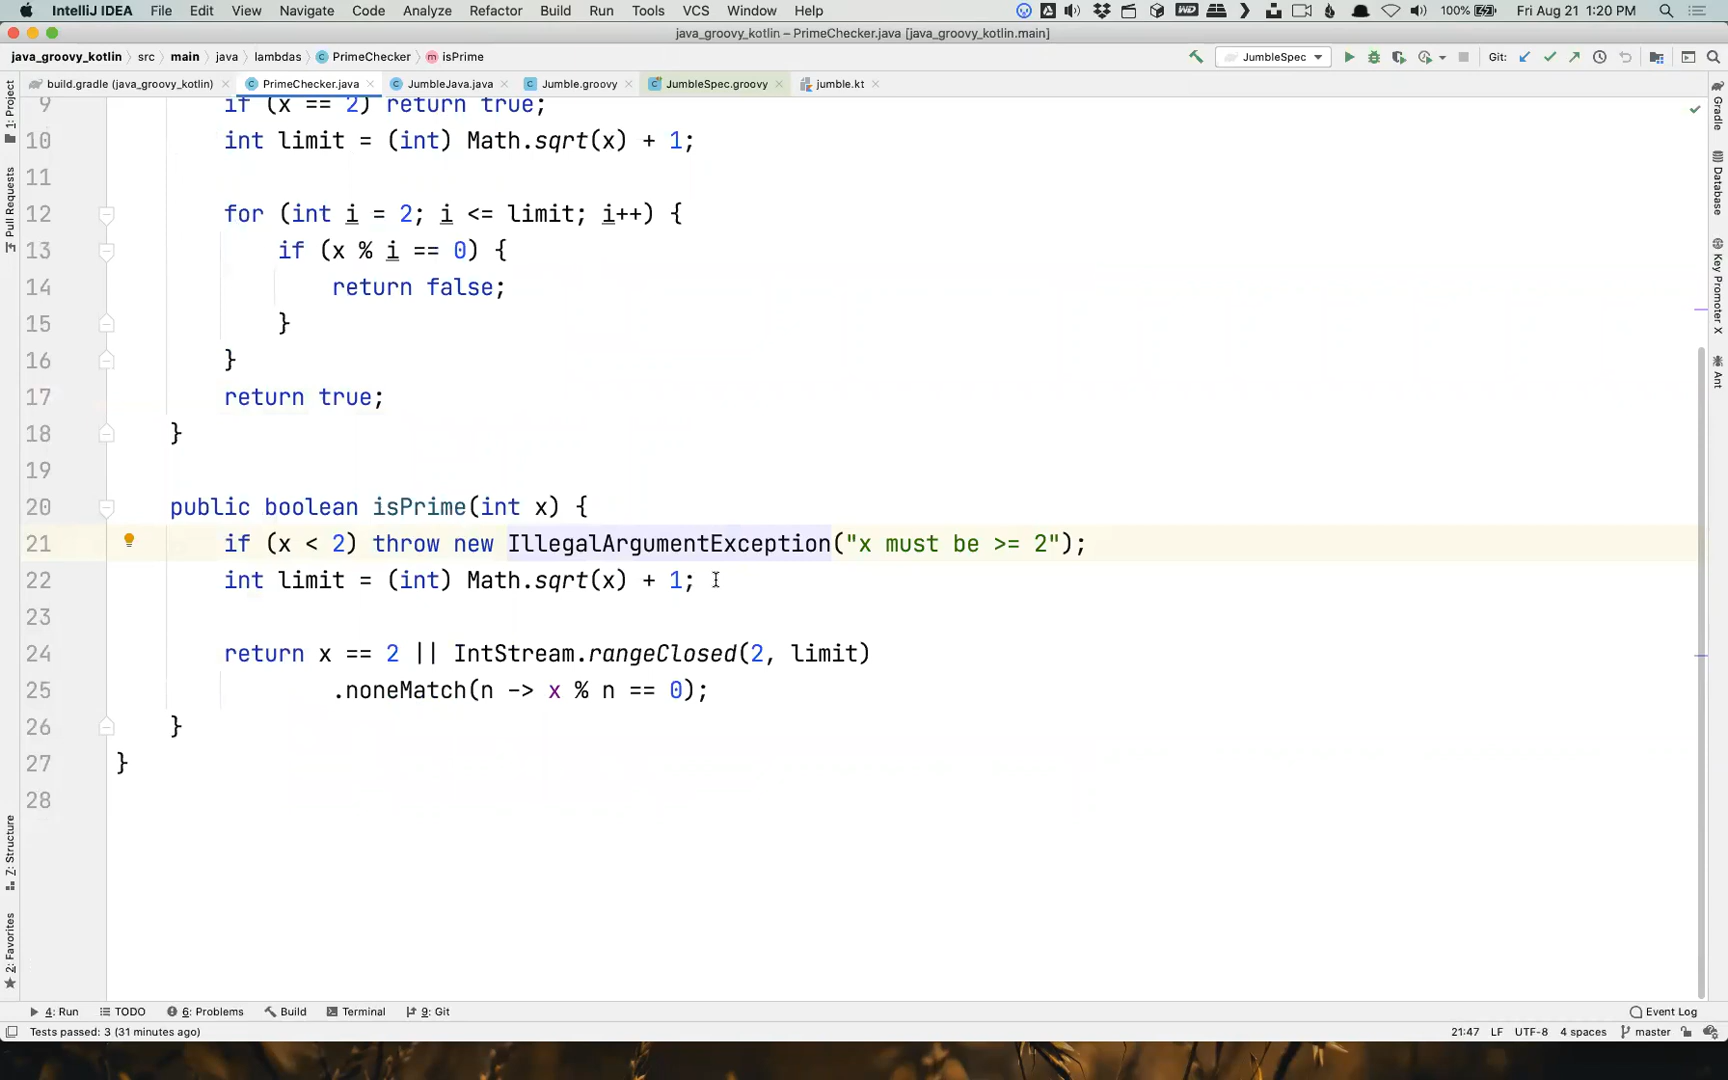 IntelliJ IDEA File Edit View Navigate Code Analyze Refactor Build Run Tools VCS Window Help 100% Fri Aug 21 1:20 PM
java_groovy_kotlin – PrimeChecker.java [java_groovy_kotlin.main]
java_groovy_kotlin src main java lambdas PrimeChecker isPrime JumbleSpec Git:
build.gradle (java_groovy_kotlin) PrimeChecker.java JumbleJava.java Jumble.groovy JumbleSpec.groovy jumble.kt
1: Project
Pull Requests
Z: Structure
2: Favorites
9 if (x == 2) return true;
10 int limit = (int) Math.sqrt(x) + 1;
11
12 for (int i = 2; i <= limit; i++) {
13 if (x % i == 0) {
14 return false;
15 }
16 }
17 return true;
18 }
19
20 public boolean isPrime(int x) {
21 if (x < 2) throw new IllegalArgumentException("x must be >= 2");
22 int limit = (int) Math.sqrt(x) + 1;
23
24 return x == 2 || IntStream.rangeClosed(2, limit)
25 .noneMatch(n -> x % n == 0);
26 }
27 }
28
Gradle
Database
Key Promoter X
Ant
4: Run TODO 6: Problems Build Terminal 9: Git Event Log
Tests passed: 3 (31 minutes ago) 21:47 LF UTF-8 4 spaces master